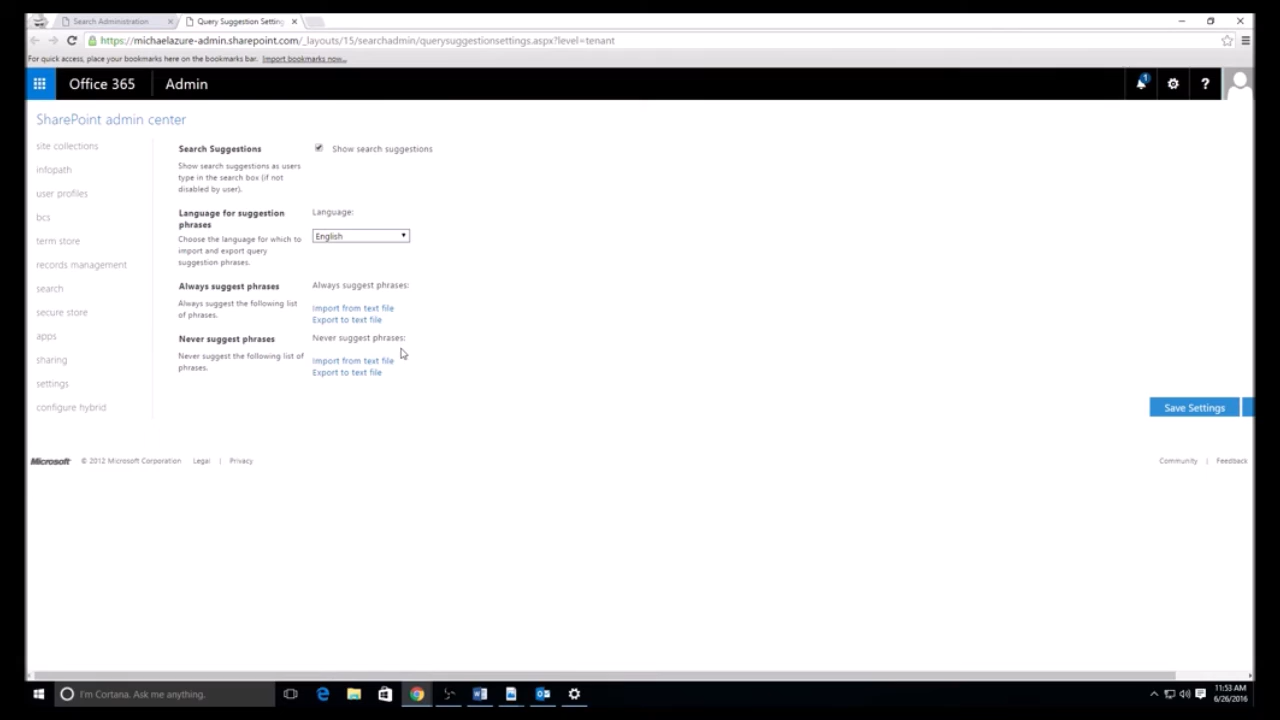 Search Administration
Query Suggestion Settin
https://michaelazure-admin.sharepoint.com/_layouts/15/searchadmin/querysuggestionsettings.aspx?level=tenant
For quick access, place your bookmarks here on the bookmarks bar. Import bookmarks now...
Office 365
Admin
1
?
SharePoint admin center
site collections
infopath
user profiles
bcs
term store
records management
search
secure store
apps
sharing
settings
configure hybrid
Search Suggestions
Show search suggestions as users
type in the search box (if not
disabled by user).
Show search suggestions
Language for suggestion
phrases
Choose the language for which to
import and export query
suggestion phrases.
Language:
English
Always suggest phrases
Always suggest the following list
of phrases.
Always suggest phrases:
Import from text file
Export to text file
Never suggest phrases
Never suggest the following list of
phrases.
Never suggest phrases:
Import from text file
Export to text file
Save Settings
Microsoft © 2012 Microsoft Corporation Legal | Privacy
Community | Feedback
I'm Cortana. Ask me anything.
11:53 AM
6/26/2016